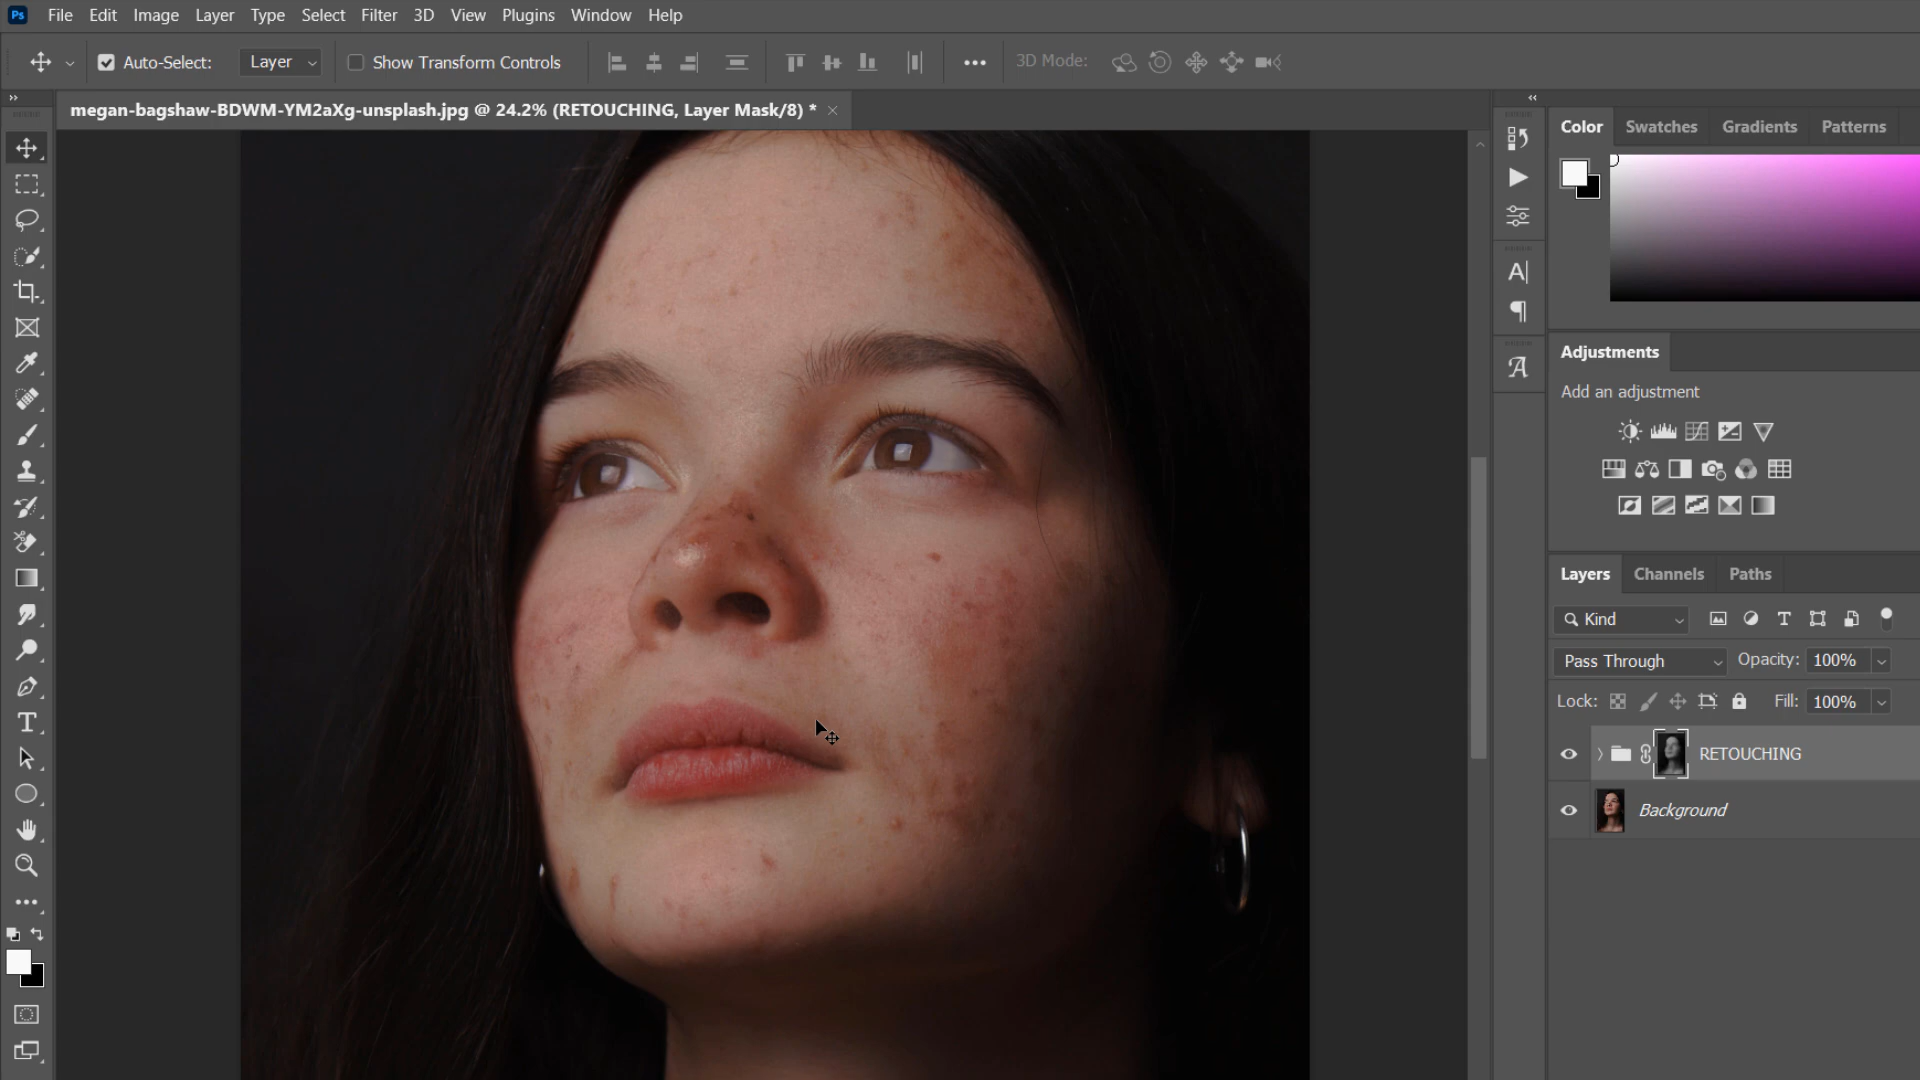 Ps File Edit Image Layer Type Select Filter 3D View Plugins Window Help
Auto-Select: Layer Show Transform Controls 3D Mode:
megan-bagshaw-BDWM-YM2aXg-unsplash.jpg @ 24.2% (RETOUCHING, Layer Mask/8) *
Color Swatches Gradients Patterns
Adjustments
Add an adjustment
Layers Channels Paths
Kind
Pass Through Opacity: 100%
Lock: Fill: 100%
RETOUCHING
Background